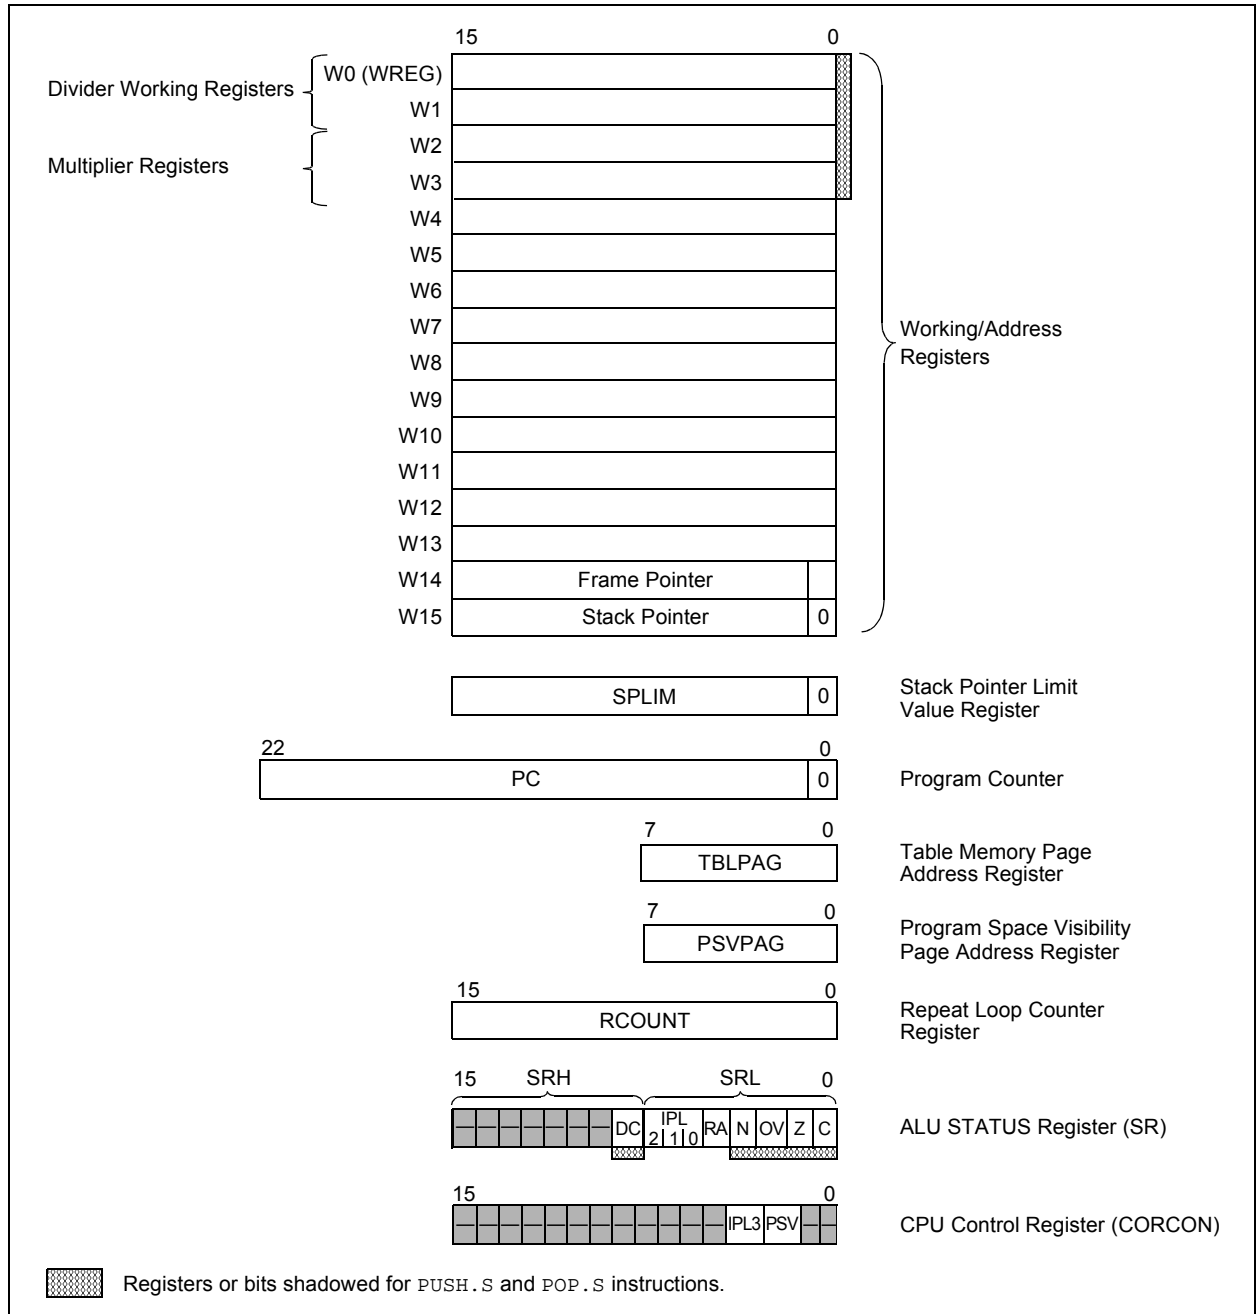 15 0
W0 (WREG)
Divider Working Registers
W1
W2
Multiplier Registers
W3
W4
W5
W6
W7
Working/Address
Registers
W8
W9
W10
W11
W12
W13
W14 Frame Pointer
W15 Stack Pointer 0
SPLIM 0
Stack Pointer Limit
Value Register
22 0
PC 0 Program Counter
7 0
TBLPAG
Table Memory Page
Address Register
7 0
PSVPAG
Program Space Visibility
Page Address Register
15 0
RCOUNT
Repeat Loop Counter
Register
15 SRH SRL 0
— — — — — — — DC IPL 2 1 0 RA N OV Z C ALU STATUS Register (SR)
15 0
— — — — — — — — — — — — IPL3 PSV — — CPU Control Register (CORCON)
Registers or bits shadowed for PUSH.S and POP.S instructions.